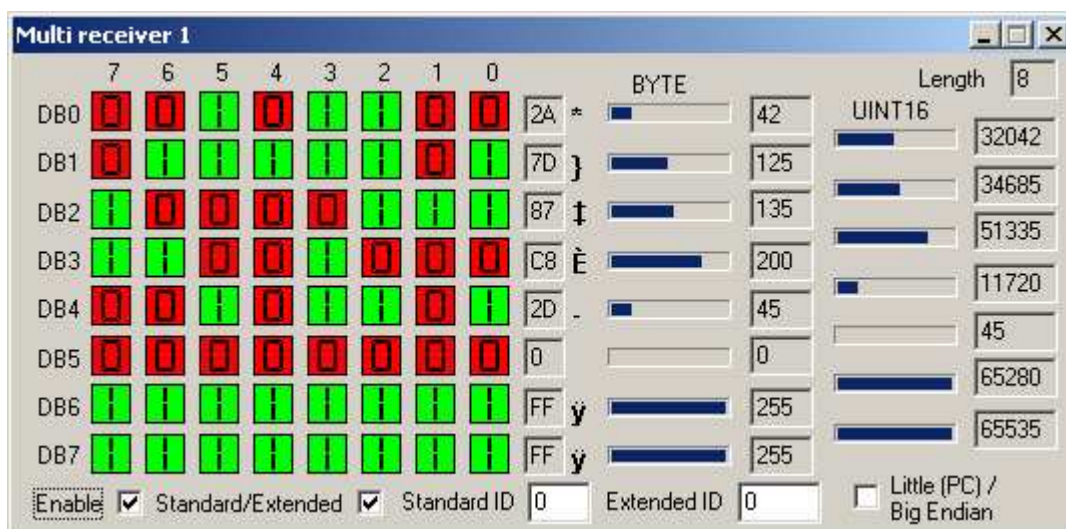 Multi receiver 1
7 6 5 4 3 2 1 0
BYTE
Length 8
UINT16
DB0 0 0 1 0 1 1 0 0 2A * 42
32042
DB1 0 1 1 1 1 1 0 1 7D } 125
34685
DB2 1 0 0 0 0 1 1 1 87 ‡ 135
51335
DB3 1 1 0 0 1 0 0 0 C8 È 200
11720
DB4 0 0 1 0 1 1 0 1 2D - 45
45
DB5 0 0 0 0 0 0 0 0 0 0
65280
DB6 1 1 1 1 1 1 1 1 FF ÿ 255
65535
DB7 1 1 1 1 1 1 1 1 FF ÿ 255
Enable Standard/Extended Standard ID 0 Extended ID 0
Little (PC) /
Big Endian